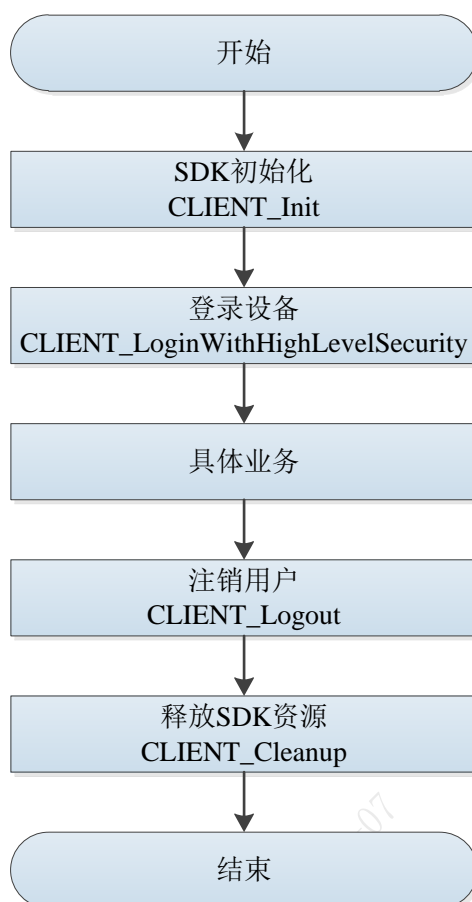 开始
SDK初始化
CLIENT_Init
登录设备
CLIENT_LoginWithHighLevelSecurity
具体业务
注销用户
CLIENT_Logout
释放SDK资源
CLIENT_Cleanup
结束